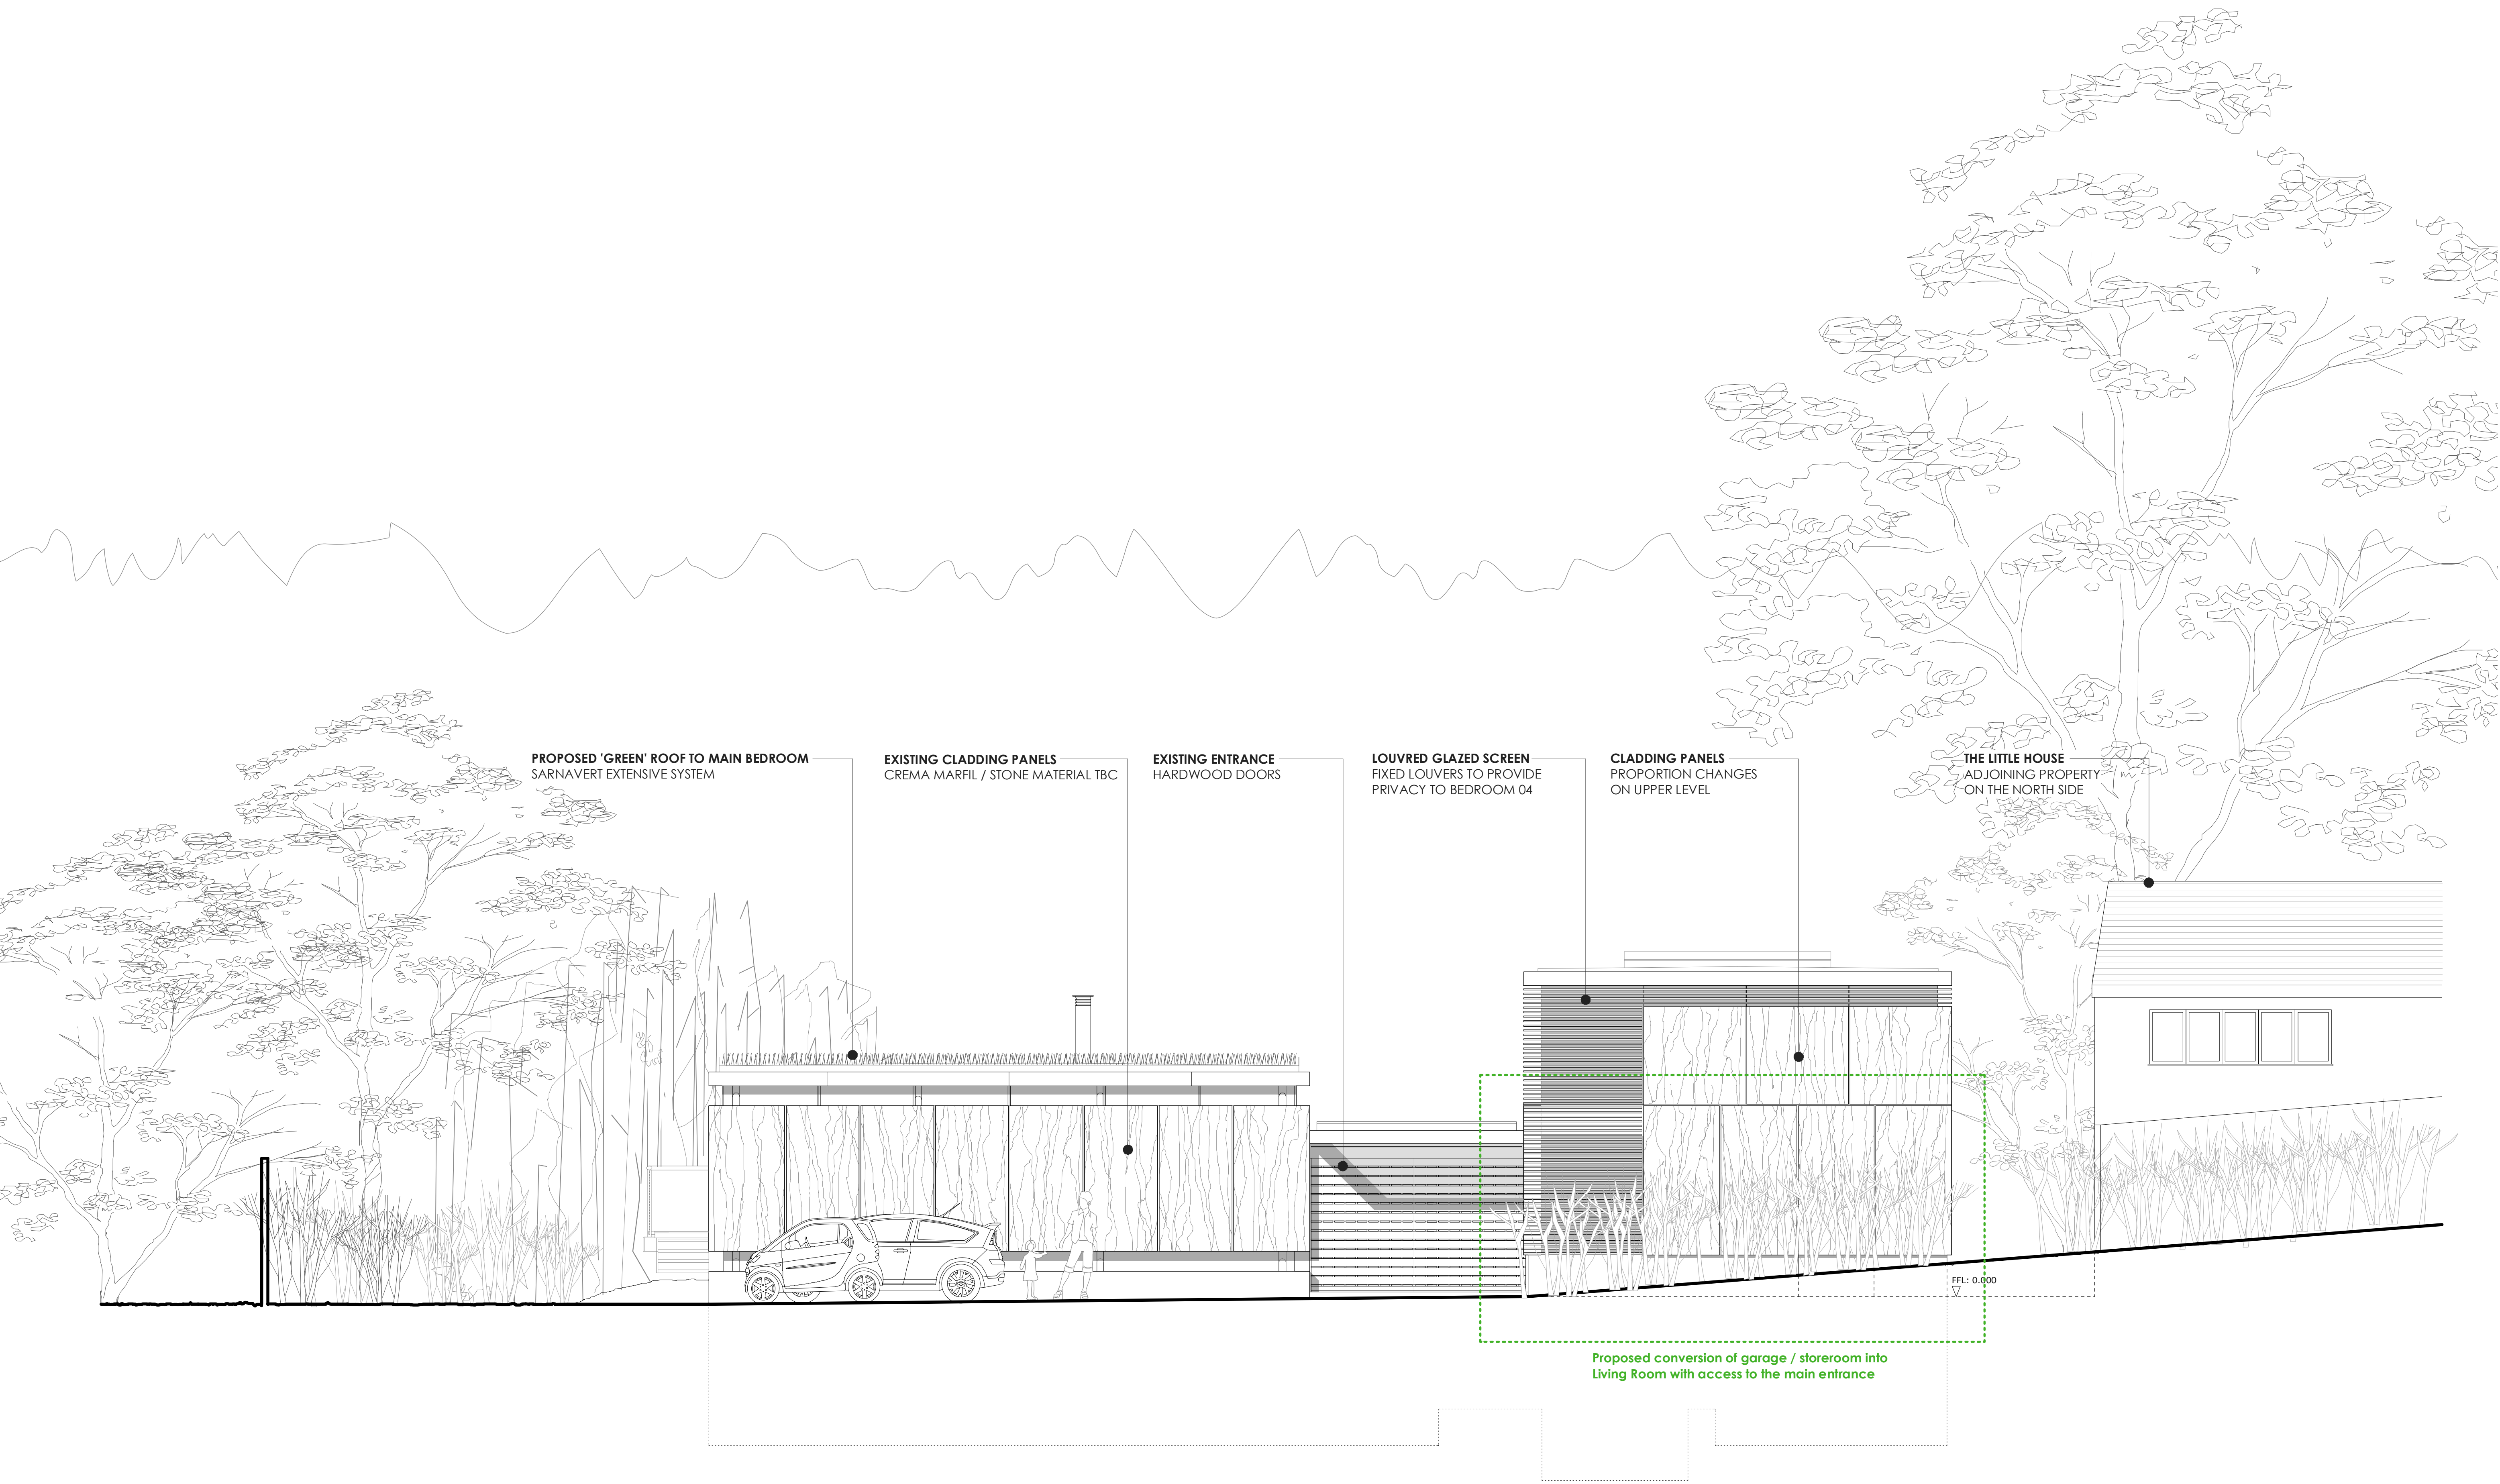 PROPOSED 'GREEN' ROOF TO MAIN BEDROOM
SARNAVERT EXTENSIVE SYSTEM
EXISTING CLADDING PANELS
CREMA MARFIL / STONE MATERIAL TBC
EXISTING ENTRANCE
HARDWOOD DOORS
LOUVRED GLAZED SCREEN
FIXED LOUVERS TO PROVIDE
PRIVACY TO BEDROOM 04
CLADDING PANELS
PROPORTION CHANGES
ON UPPER LEVEL
THE LITTLE HOUSE
ADJOINING PROPERTY
ON THE NORTH SIDE
FFL: 0.000
Proposed conversion of garage / storeroom into
Living Room with access to the main entrance